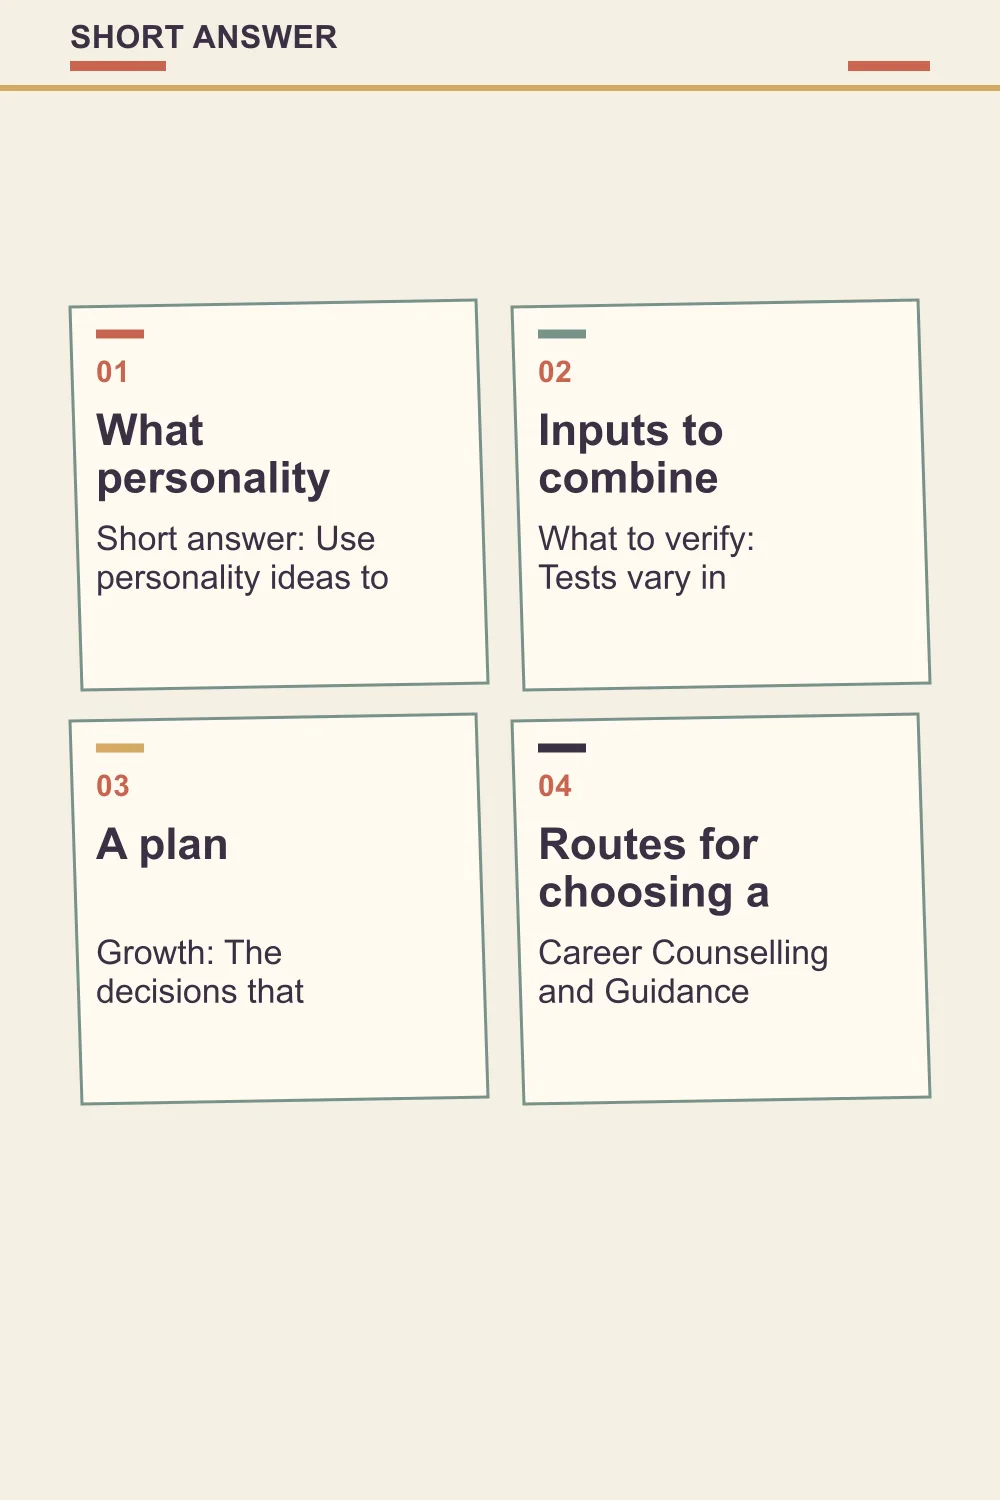 SHORT ANSWER
01
What
personality
Short answer: Use
personality ideas to
02
Inputs to
combine
What to verify:
Tests vary in
03
A plan
Growth: The
decisions that
04
Routes for
choosing a
Career Counselling
and Guidance